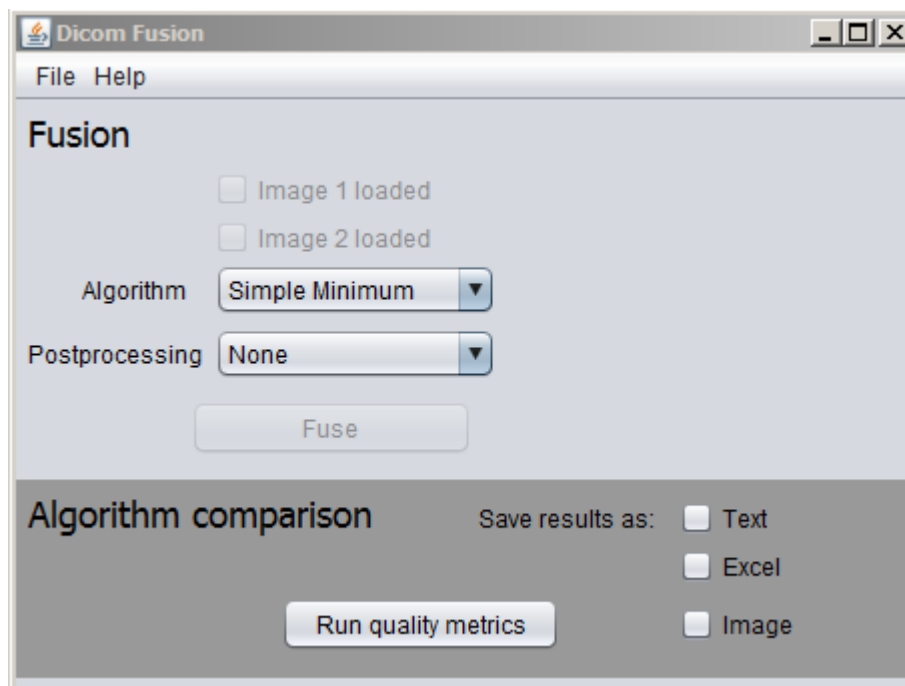 Dicom Fusion
File Help
Fusion
Image 1 loaded
Image 2 loaded
Algorithm Simple Minimum
Postprocessing None
Fuse
Algorithm comparison Save results as: Text
Excel
Run quality metrics Image